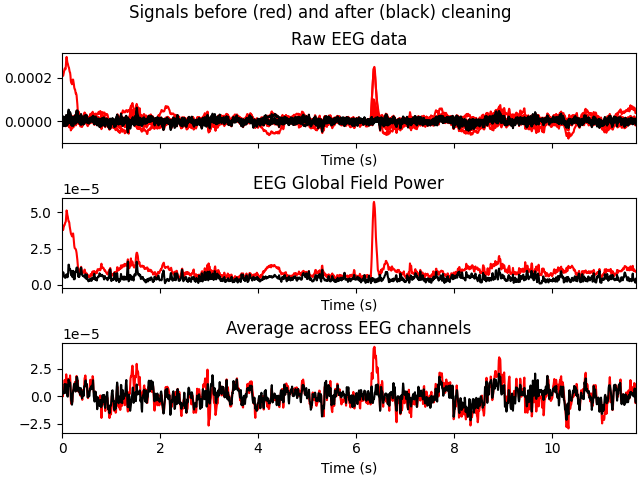 Signals before (red) and after (black) cleaning
Raw EEG data
0.0002
0.0000
Time (s)
1e−5
EEG Global Field Power
5.0
2.5
0.0
Time (s)
1e−5
Average across EEG channels
2.5
0.0
−2.5
0 2 4 6 8 10
Time (s)